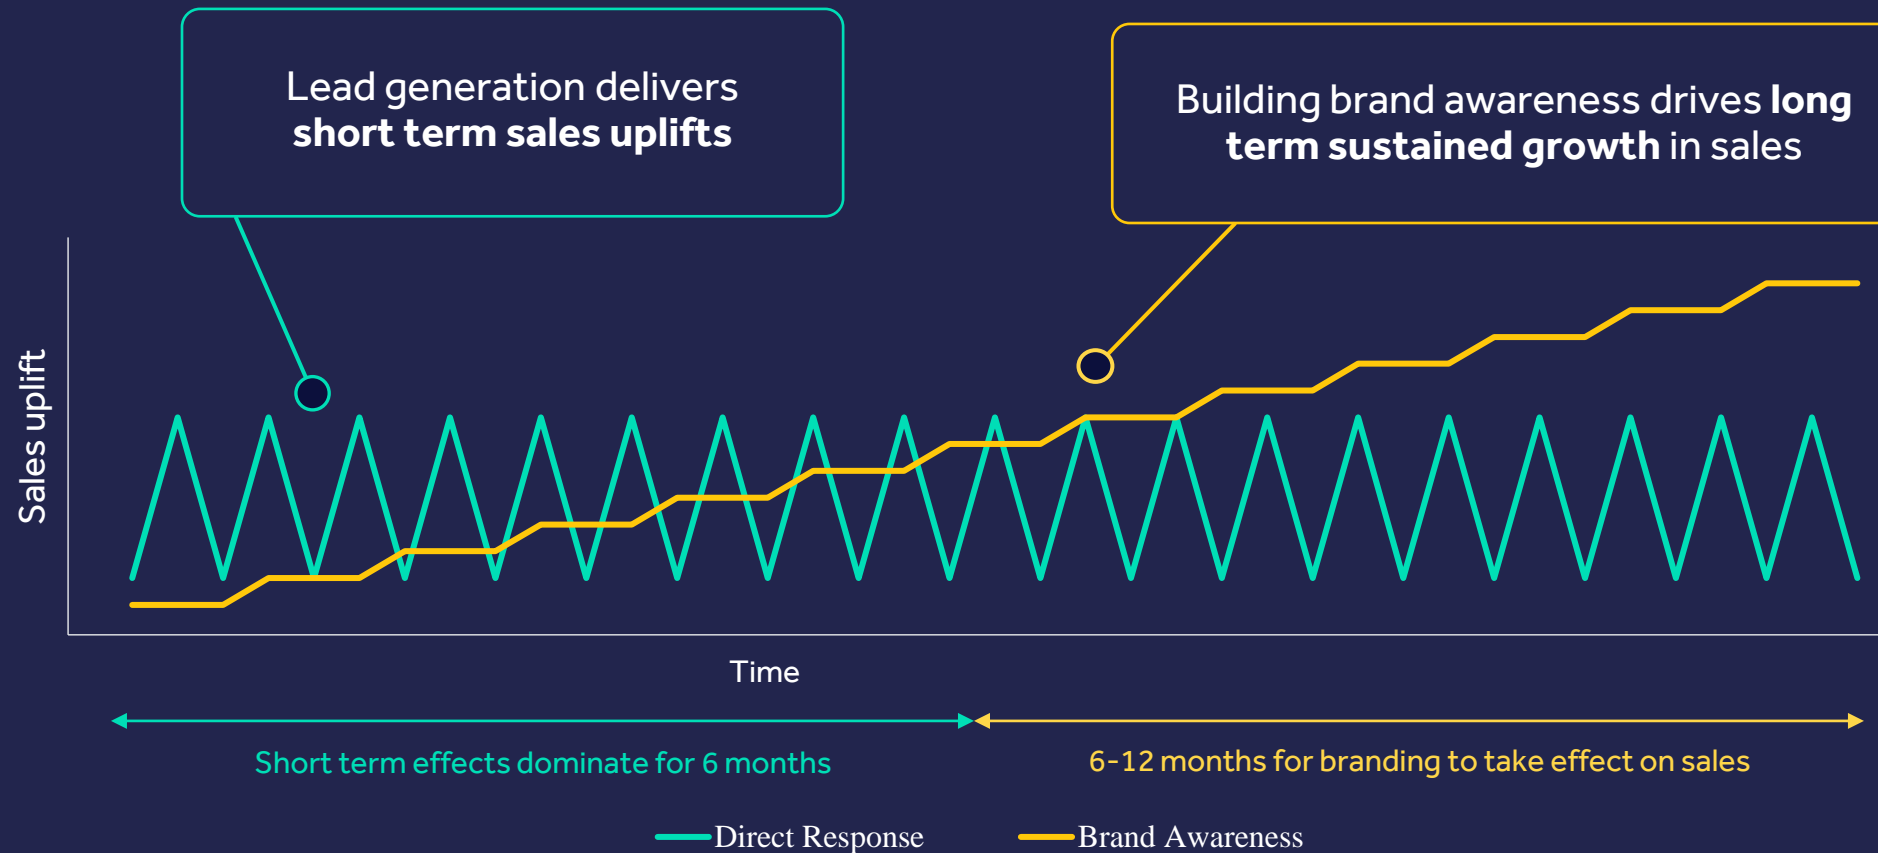 Lead generation delivers
short term sales uplifts
Building brand awareness drives long
term sustained growth in sales
Sales uplift
Time
Short term effects dominate for 6 months
6-12 months for branding to take effect on sales
Direct Response
Brand Awareness